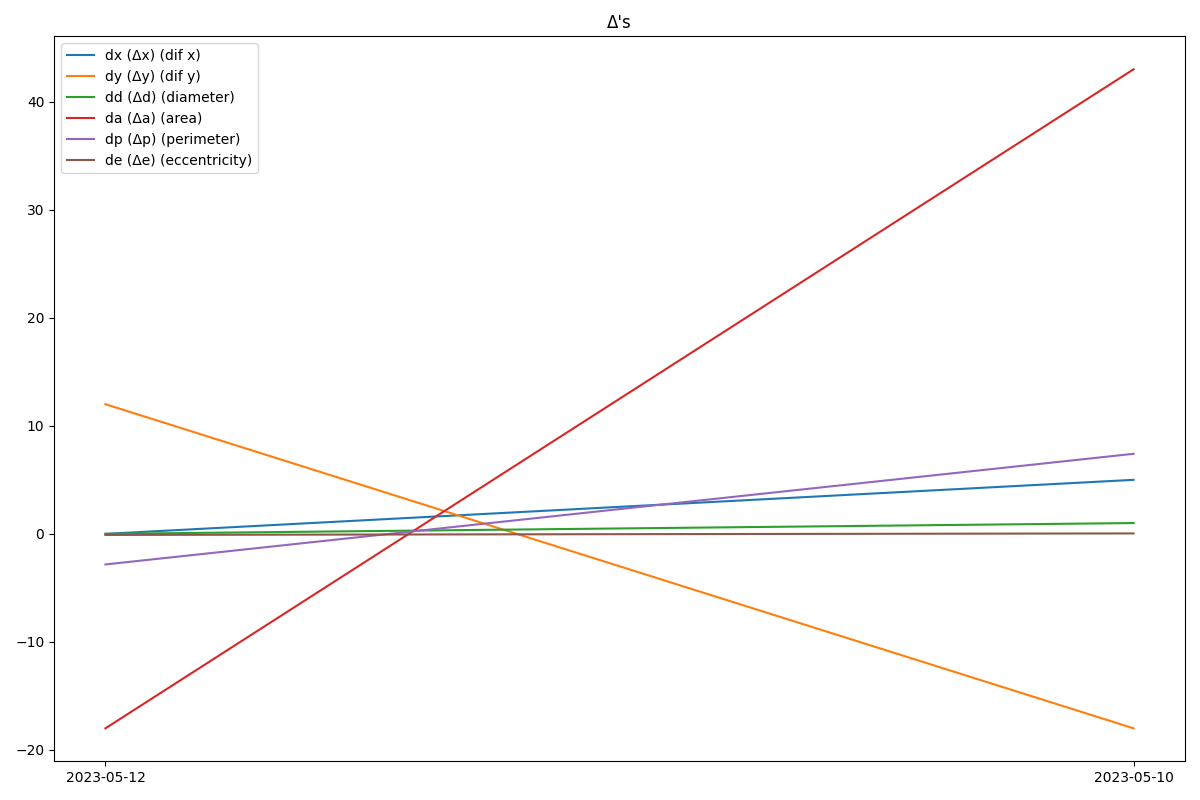 Δ's
dx (Δx) (dif x)
dy (Δy) (dif y)
dd (Δd) (diameter)
da (Δa) (area)
dp (Δp) (perimeter)
de (Δe) (eccentricity)
40
30
20
10
0
−10
−20
2023-05-12 2023-05-10